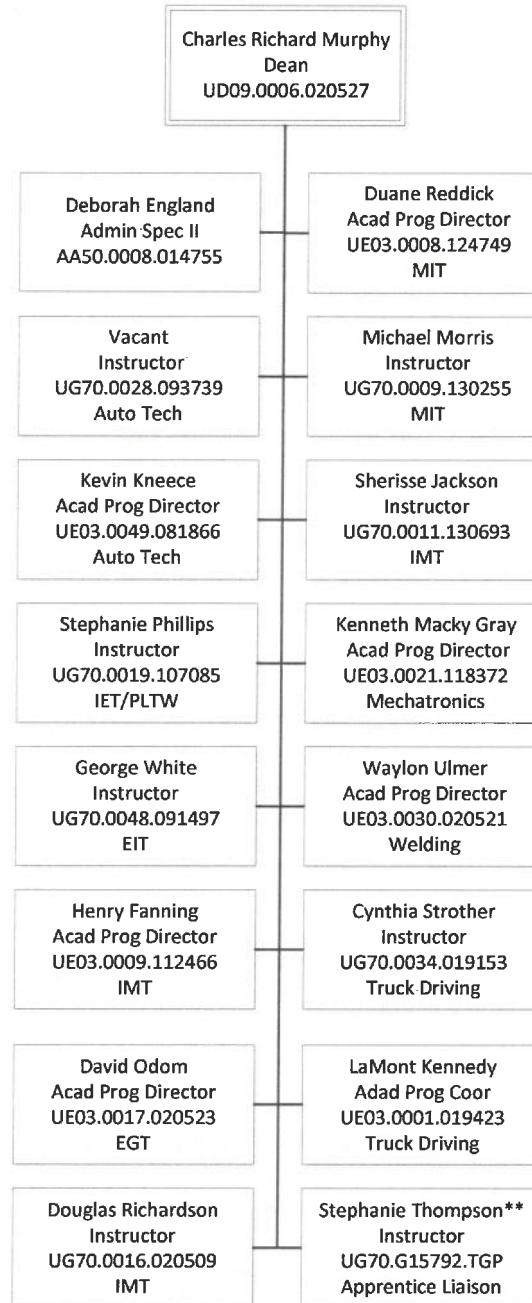 Charles Richard Murphy
Dean
UD09.0006.020527
Deborah England
Admin Spec II
AA50.0008.014755
Duane Reddick
Acad Prog Director
UE03.0008.124749
MIT
Vacant
Instructor
UG70.0028.093739
Auto Tech
Michael Morris
Instructor
UG70.0009.130255
MIT
Kevin Kneece
Acad Prog Director
UE03.0049.081866
Auto Tech
Sherisse Jackson
Instructor
UG70.0011.130693
IMT
Stephanie Phillips
Instructor
UG70.0019.107085
IET/PLTW
Kenneth Macky Gray
Acad Prog Director
UE03.0021.118372
Mechatronics
George White
Instructor
UG70.0048.091497
EIT
Waylon Ulmer
Acad Prog Director
UE03.0030.020521
Welding
Henry Fanning
Acad Prog Director
UE03.0009.112466
IMT
Cynthia Strother
Instructor
UG70.0034.019153
Truck Driving
David Odom
Acad Prog Director
UE03.0017.020523
EGT
LaMont Kennedy
Adad Prog Coor
UE03.0001.019423
Truck Driving
Douglas Richardson
Instructor
UG70.0016.020509
IMT
Stephanie Thompson**
Instructor
UG70.G15792.TGP
Apprentice Liaison